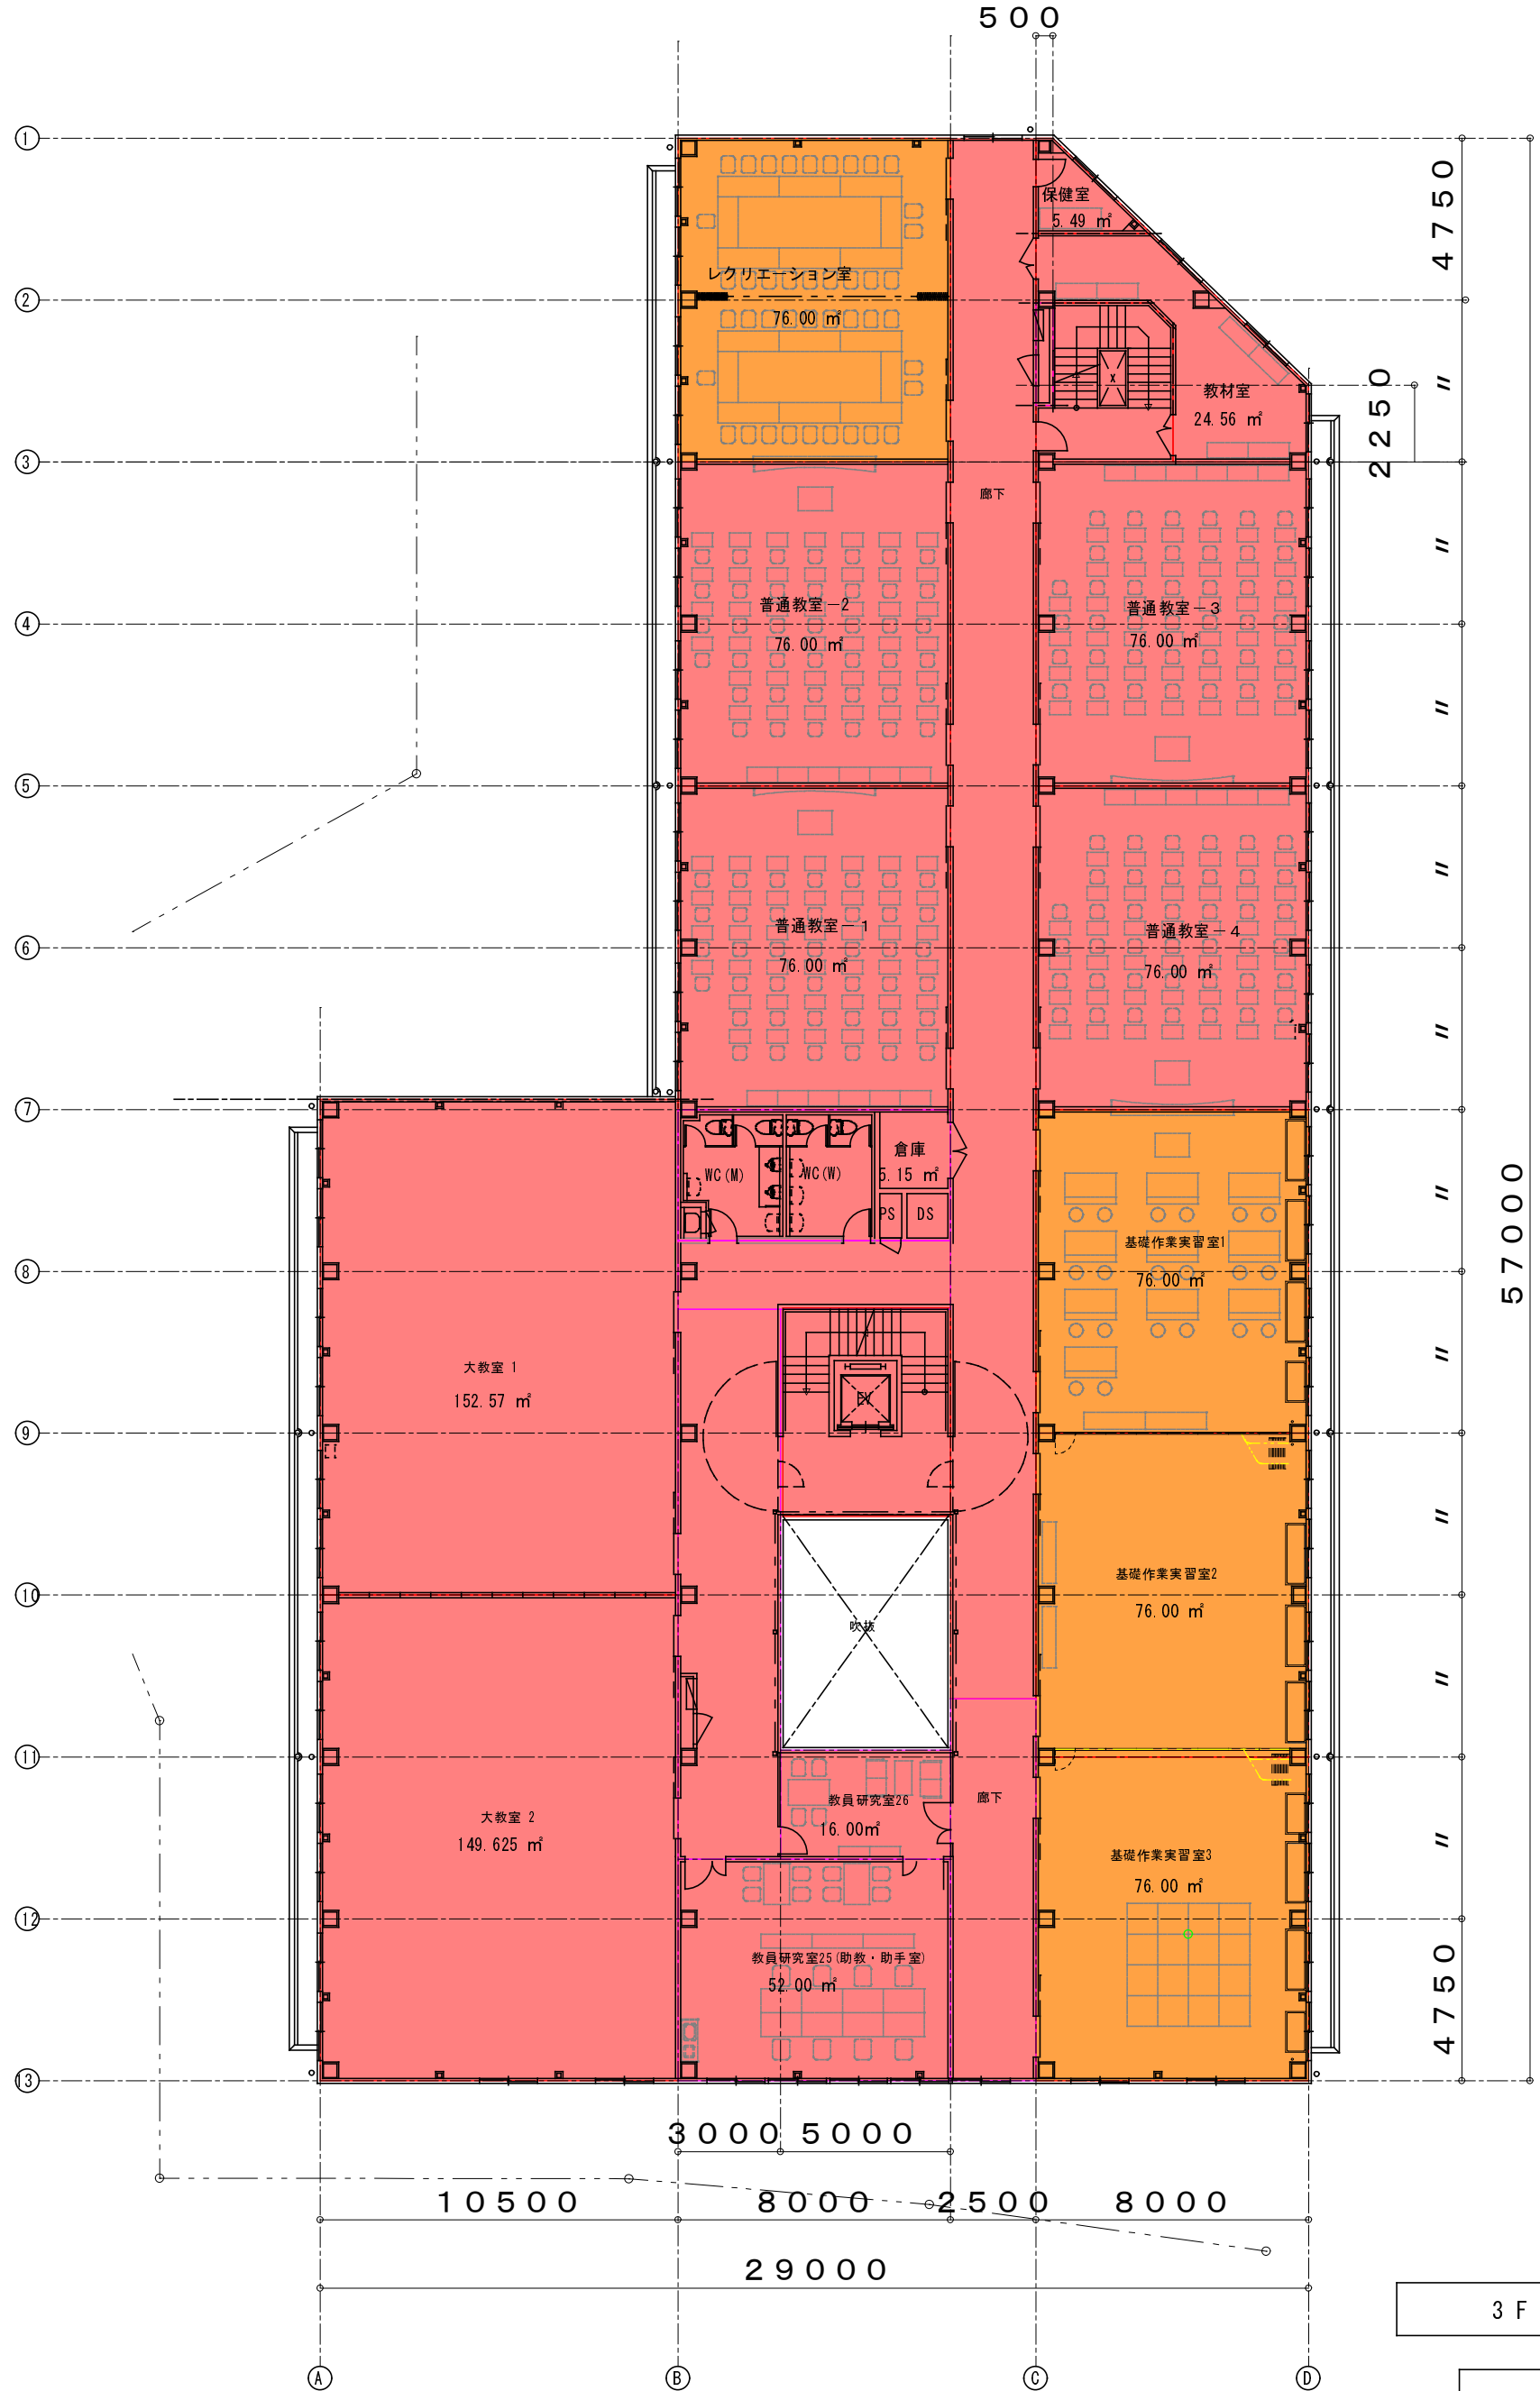 500
1
保健室
5.49 ㎡
4750
レクリエーション室
2
76.00 ㎡
〃
教材室
24.56 ㎡
2250
3
廊下
〃
普通教室－2
76.00 ㎡
普通教室－3
76.00 ㎡
4
〃
5
〃
普通教室－1
76.00 ㎡
普通教室－4
76.00 ㎡
6
〃
7
WC(M)
WC(W)
倉庫
5.15 ㎡
PS
DS
〃
57000
基礎作業実習室1
76.00 ㎡
8
大教室 1
152.57 ㎡
EV
〃
9
〃
基礎作業実習室2
76.00 ㎡
10
吹抜
〃
11
大教室 2
149.625 ㎡
教員研究室26
16.00㎡
廊下
〃
基礎作業実習室3
76.00 ㎡
12
教員研究室25(助教・助手室)
52.00 ㎡
4750
13
3000
5000
10500
8000
2500
8000
29000
3 F
A
B
C
D